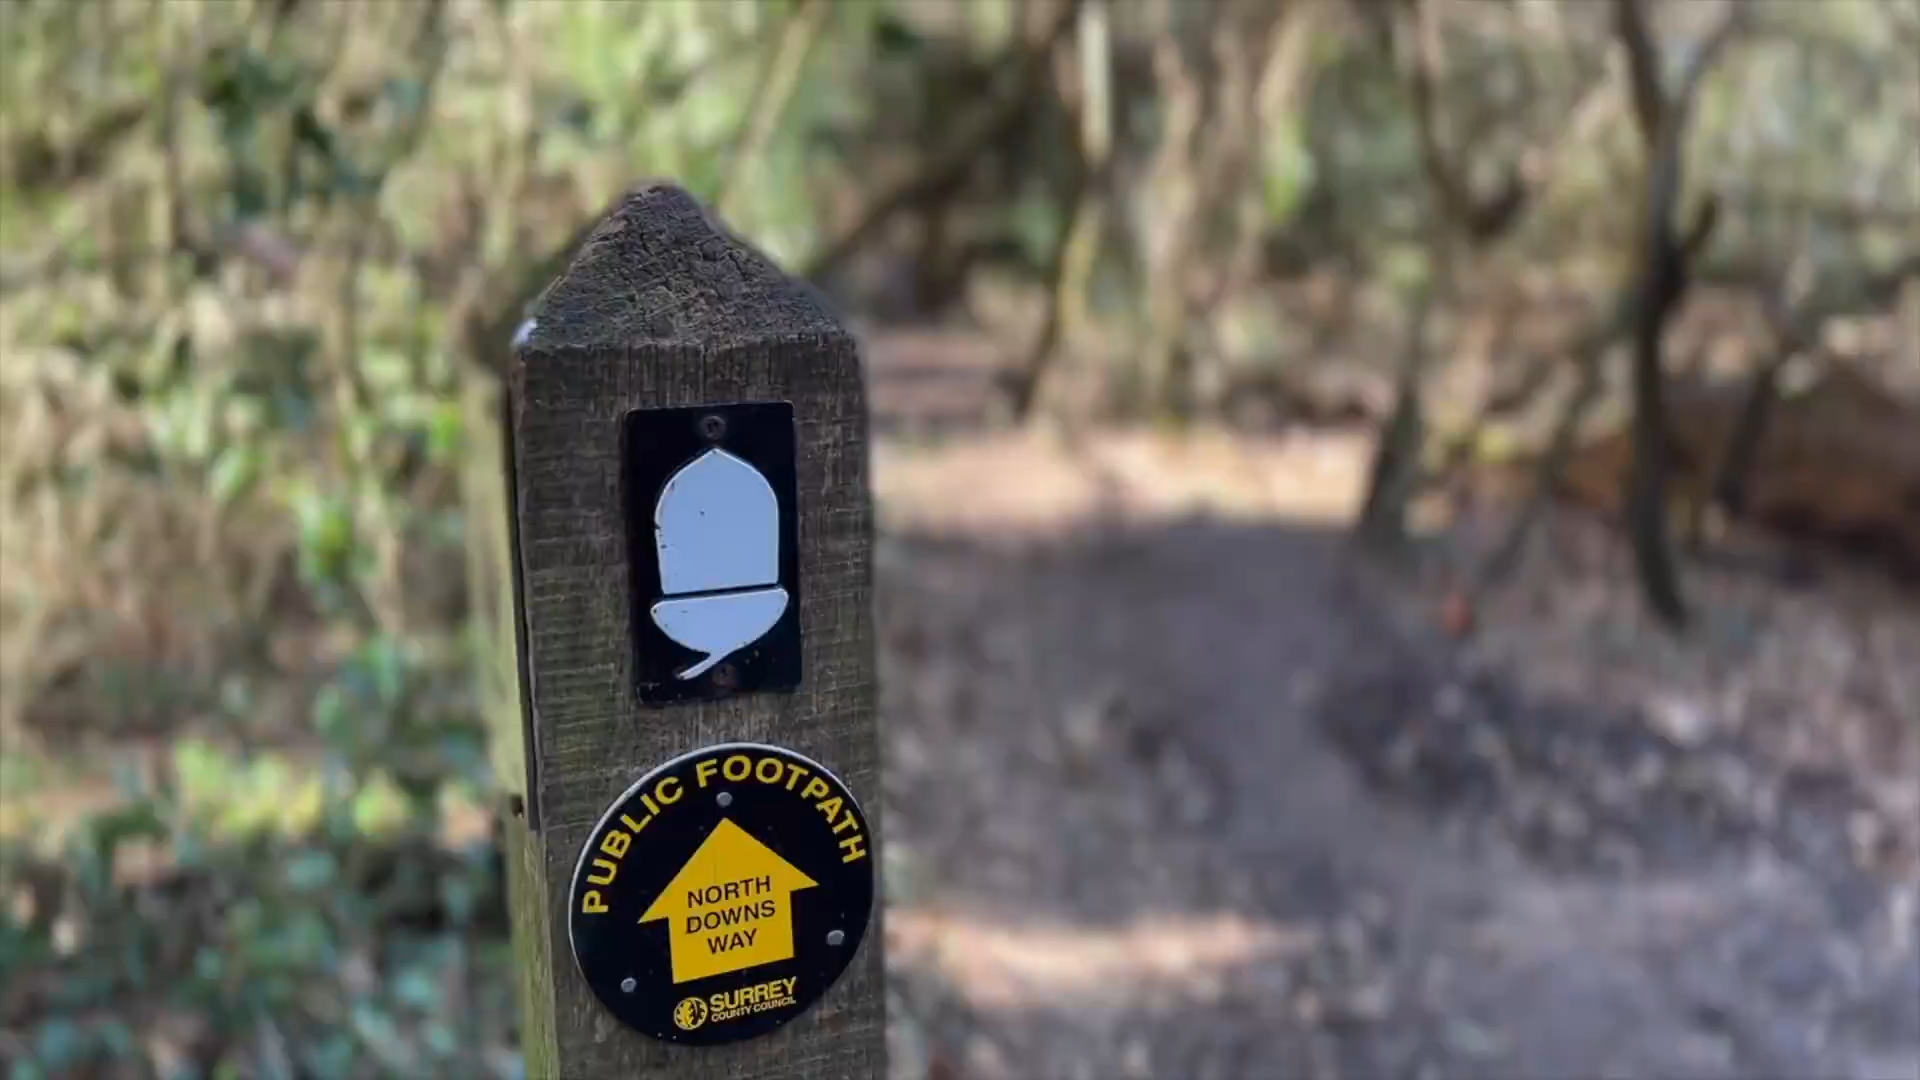 PUBLIC FOOTPATH
NORTH
DOWNS
WAY
SURREY
COUNTY COUNCIL